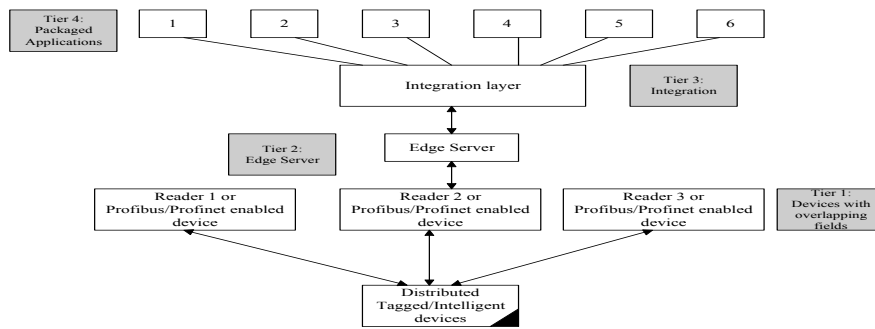 Tier 4:
Packaged
Applications
1
2
3
4
5
6
Integration layer
Tier 3:
Integration
Tier 2:
Edge Server
Edge Server
Reader 1 or
Profibus/Profinet enabled
device
Reader 2 or
Profibus/Profinet enabled
device
Reader 3 or
Profibus/Profinet enabled
device
Tier 1:
Devices with
overlapping
fields
Distributed
Tagged/Intelligent
devices